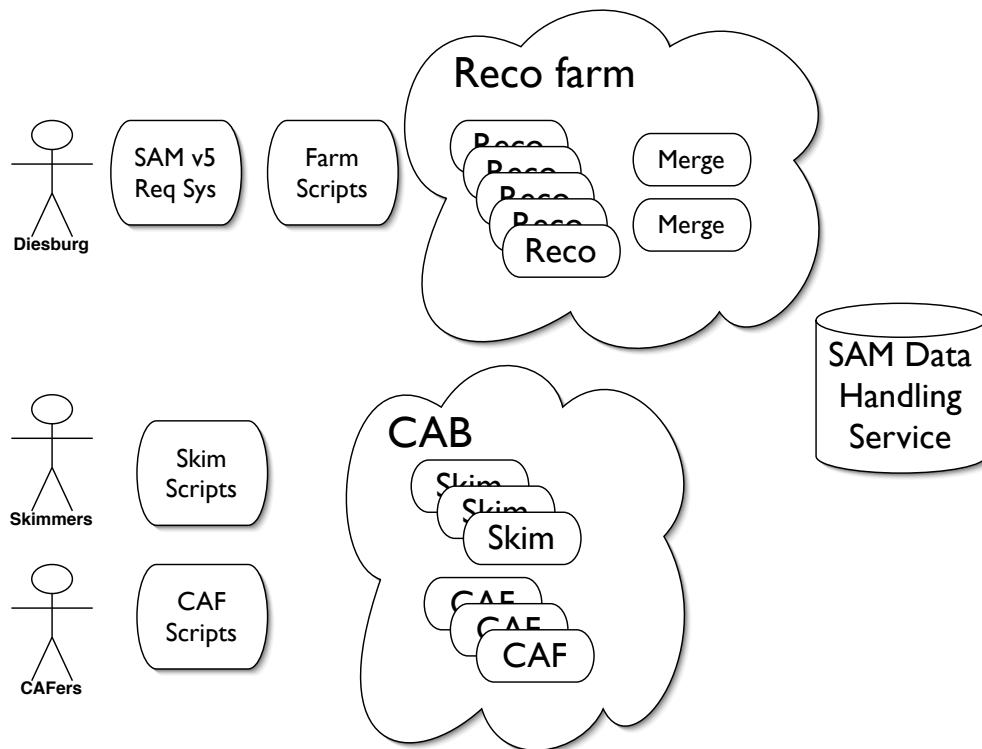 Reco farm
SAM v5
Req Sys
Farm
Scripts
Reco
Reco
Reco
Reco
Reco
Merge
Merge
Diesburg
SAM Data
Handling
Service
CAB
Skim
Scripts
Skim
Skim
Skim
Skimmers
CAF
Scripts
CAF
CAF
CAF
CAFers